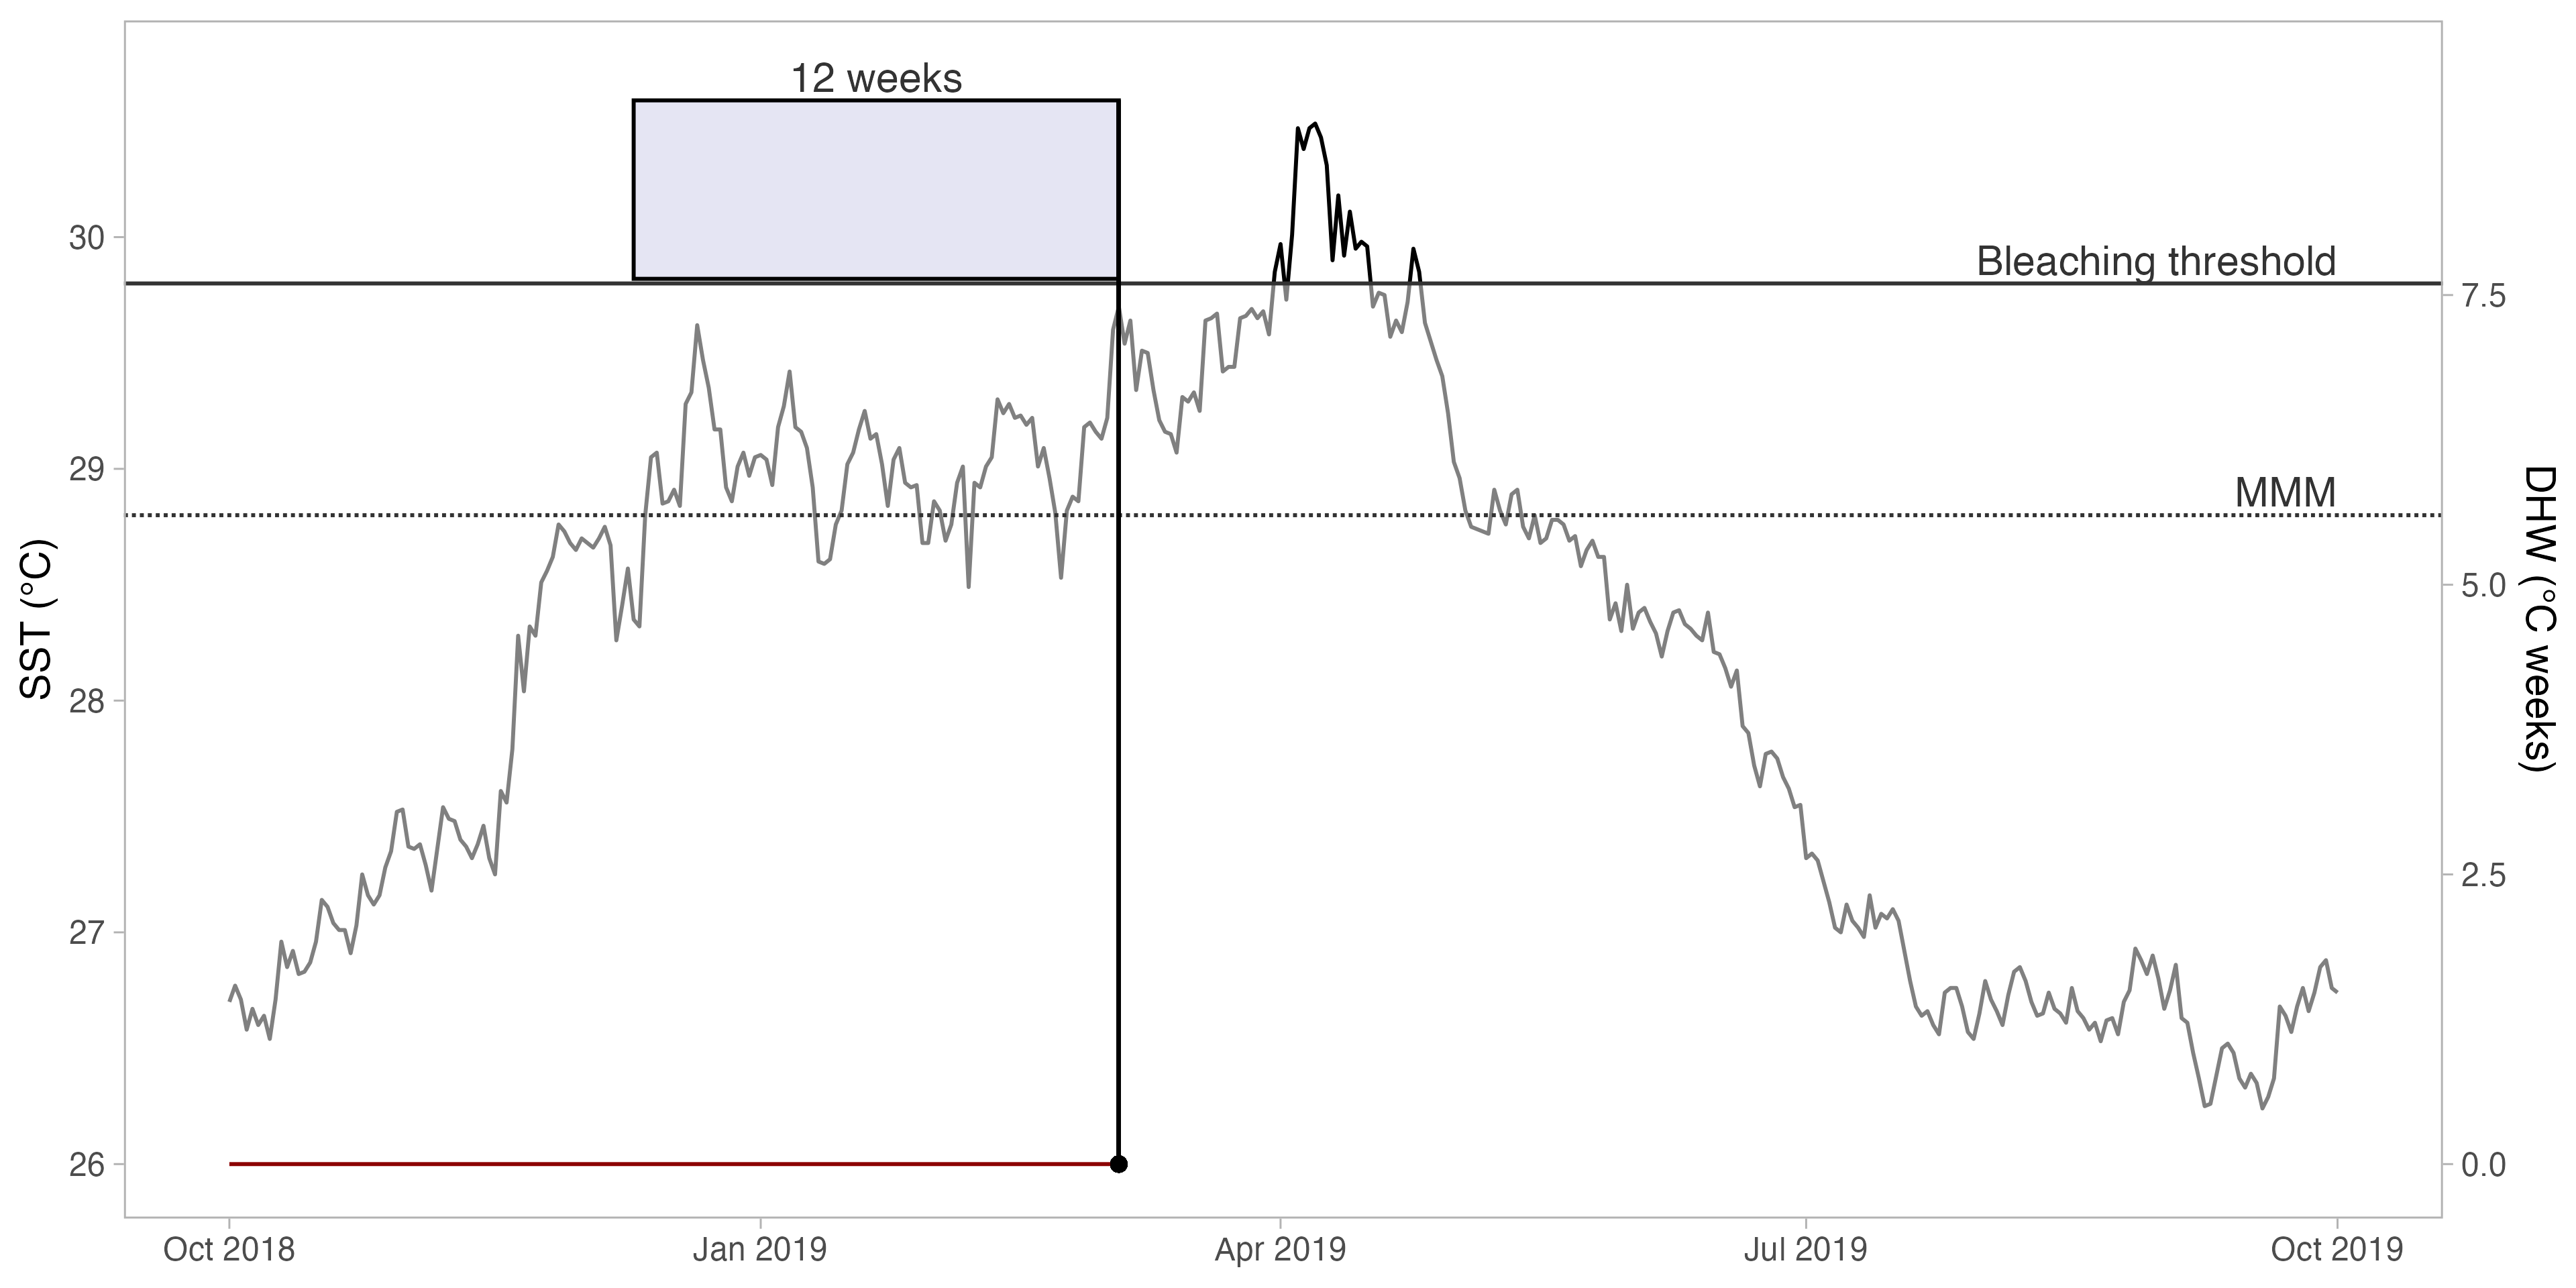 12 weeks
Bleaching threshold
MMM
SST (°C)
30
29
28
27
26
DHW (°C weeks)
7.5
5.0
2.5
0.0
Oct 2018
Jan 2019
Apr 2019
Jul 2019
Oct 2019